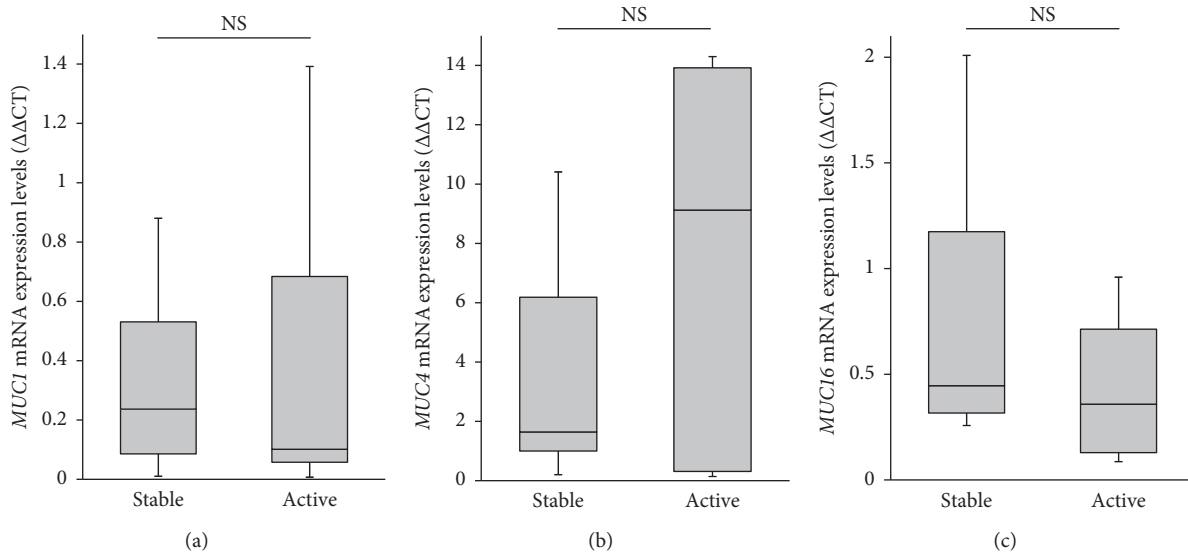 NS
MUC1 mRNA expression levels (ΔΔCT)
1.4
1.2
1
0.8
0.6
0.4
0.2
0
Stable Active
(a)
NS
MUC4 mRNA expression levels (ΔΔCT)
14
12
10
8
6
4
2
0
Stable Active
(b)
NS
MUC16 mRNA expression levels (ΔΔCT)
2
1.5
1
0.5
0
Stable Active
(c)